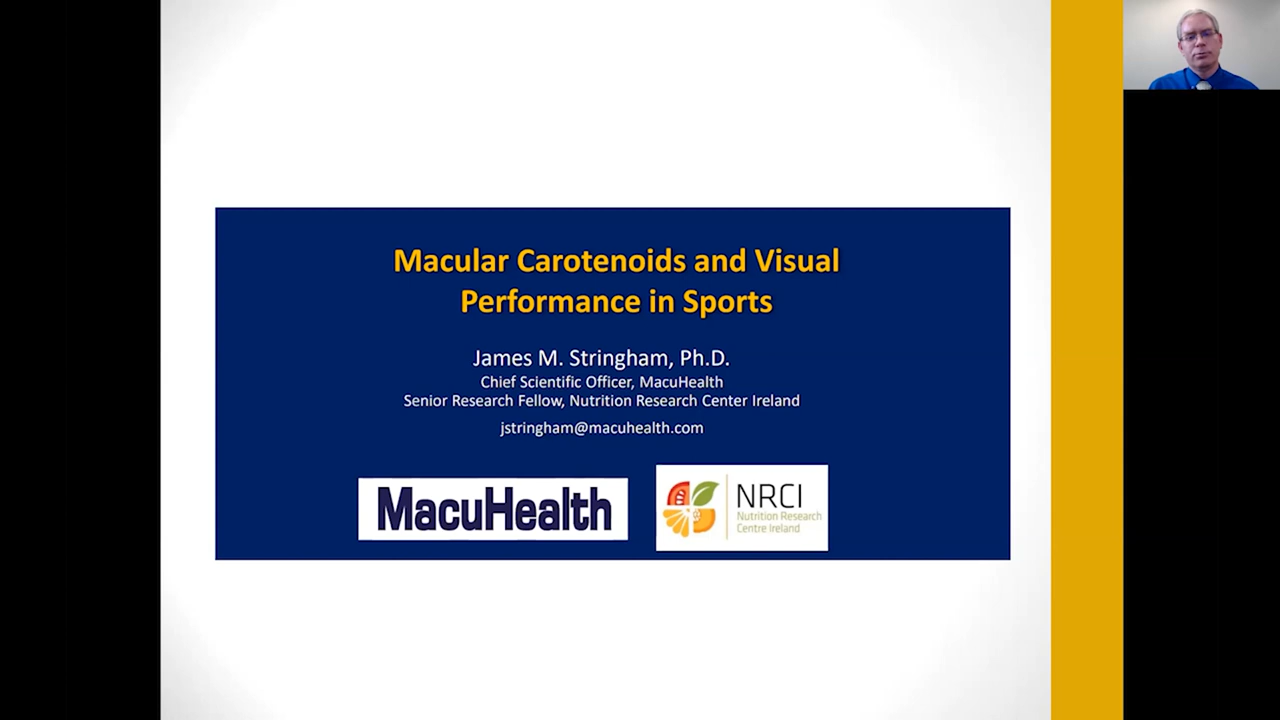 Macular Carotenoids and Visual
Performance in Sports
James M. Stringham, Ph.D.
Chief Scientific Officer, MacuHealth
Senior Research Fellow, Nutrition Research Center Ireland
jstringham@macuhealth.com
MacuHealth
NRCI
Nutrition Research
Centre Ireland